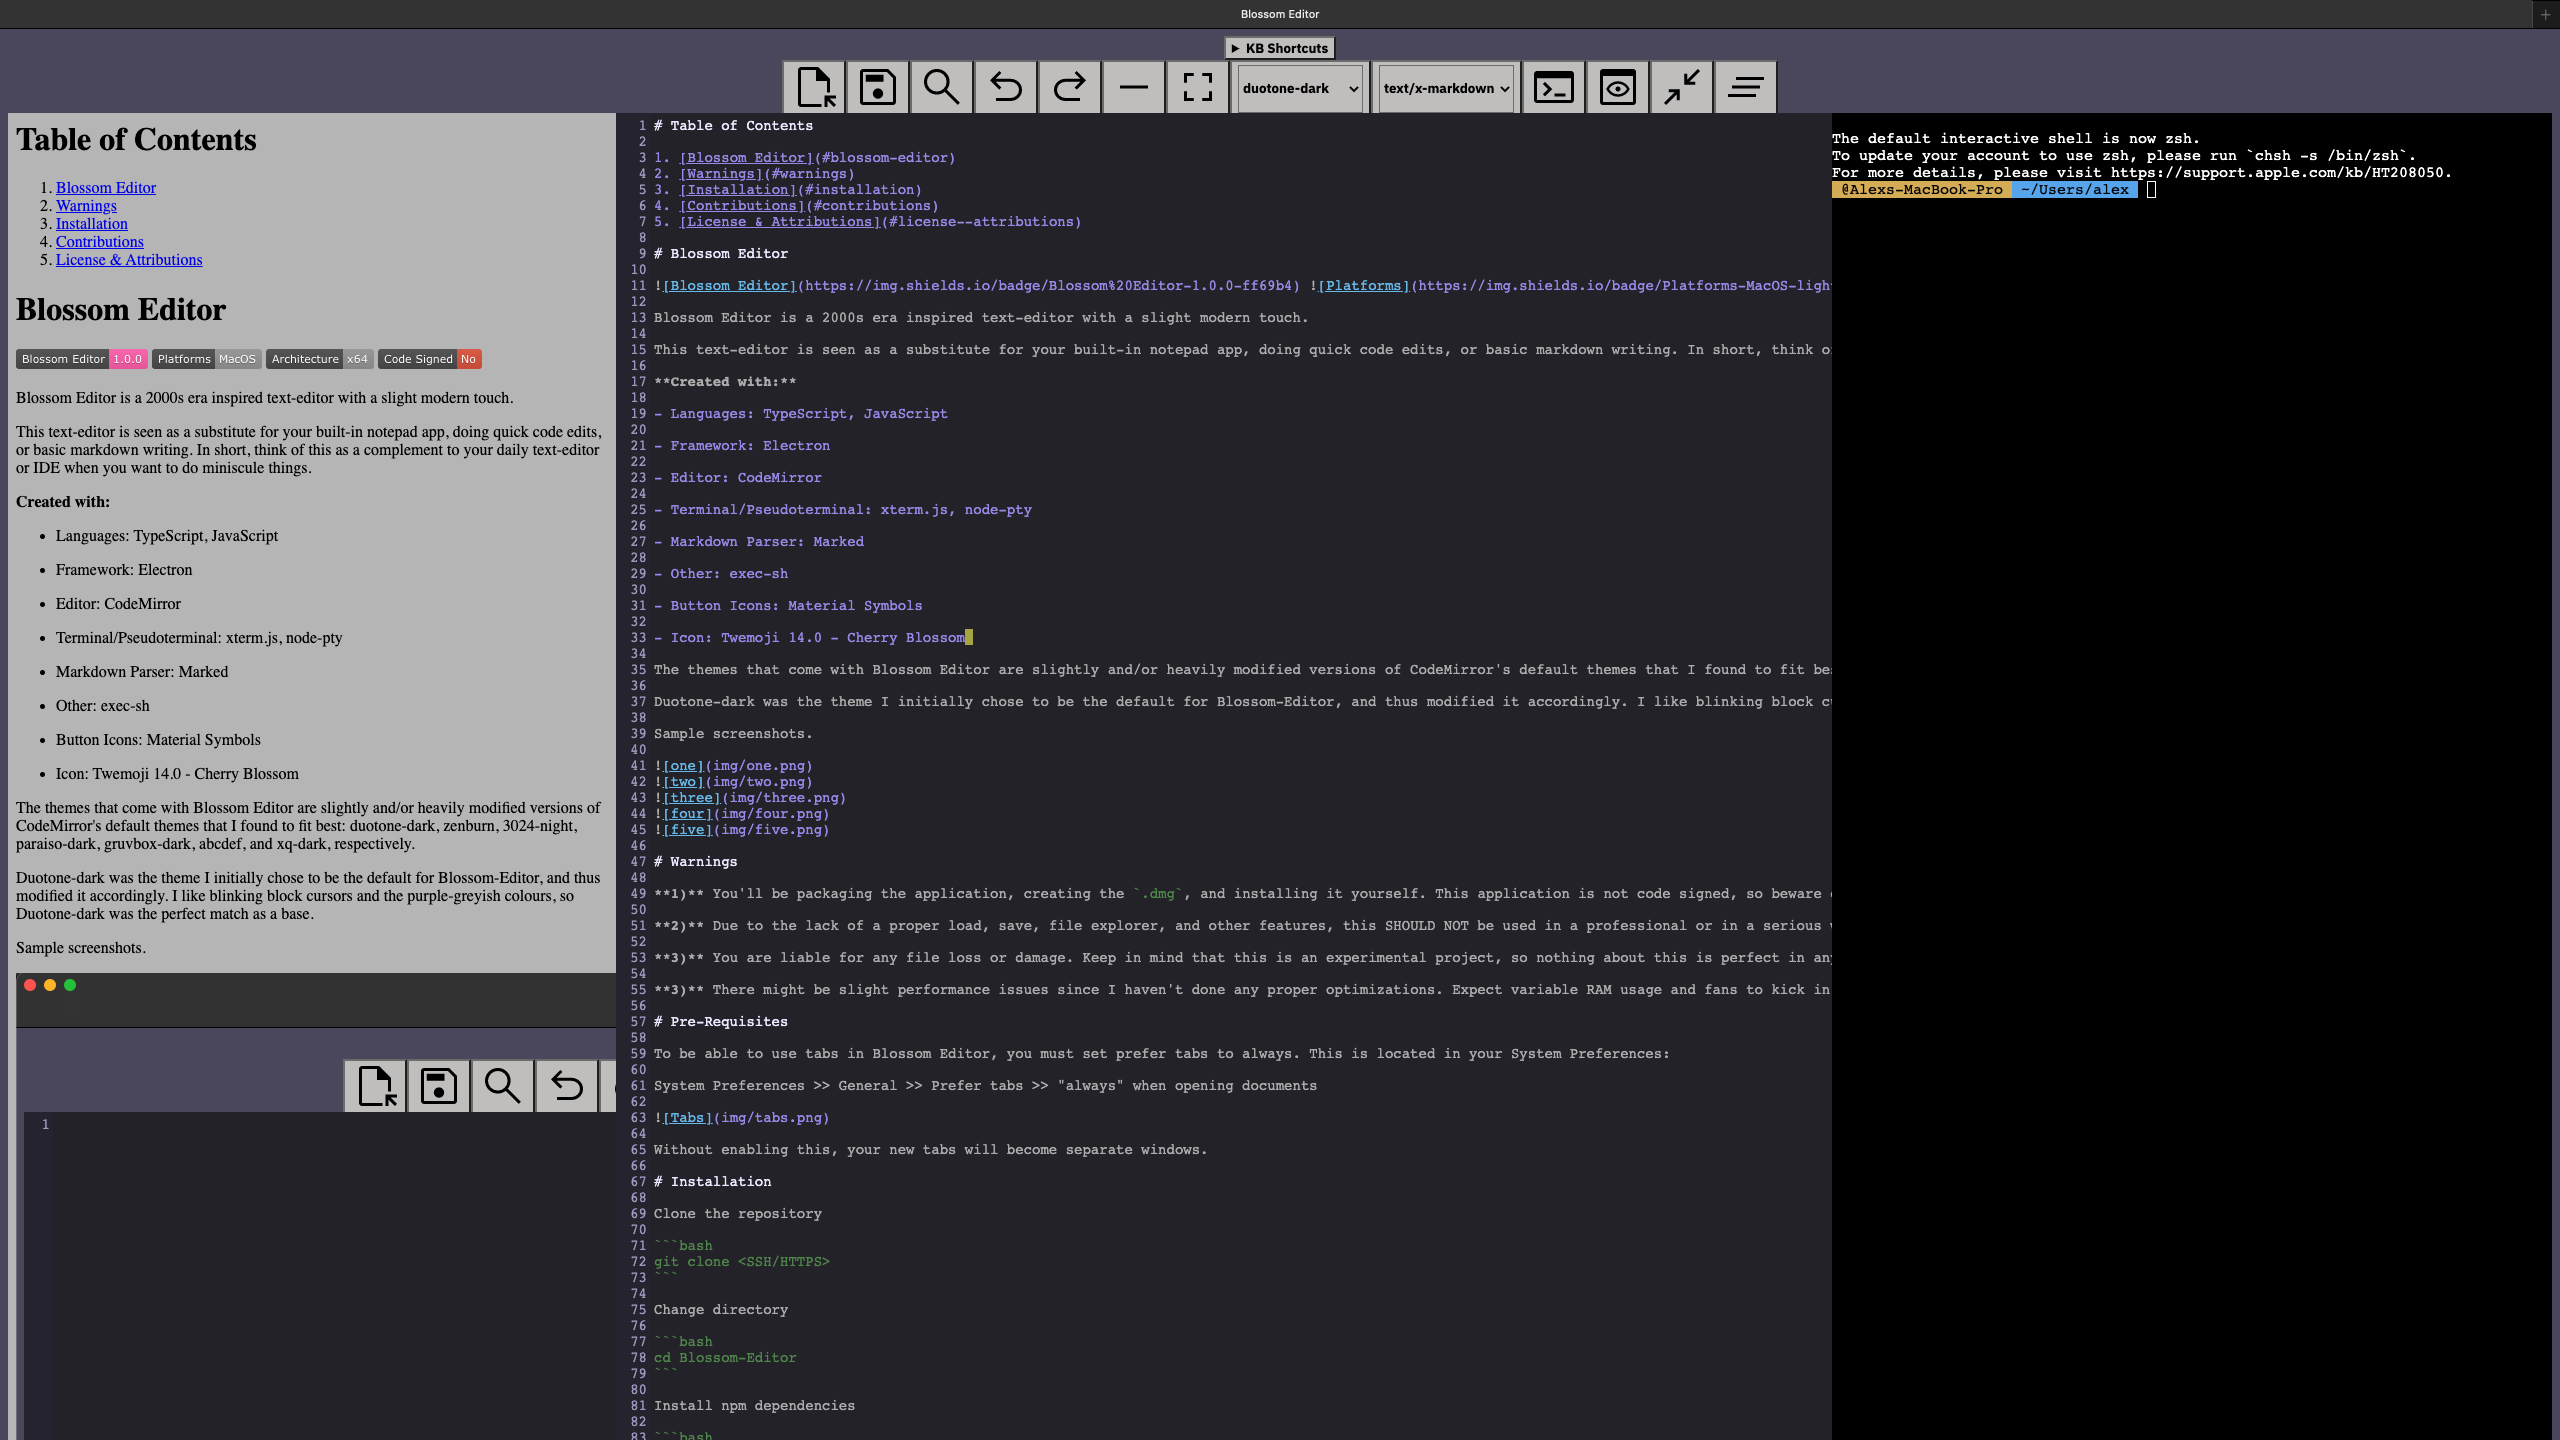 Blossom Editor
KB Shortcuts
duotone-dark
text/x-markdown
Table of Contents
1. Blossom Editor
2. Warnings
3. Installation
4. Contributions
5. License & Attributions
Blossom Editor
Blossom Editor 1.0.0 Platforms MacOS Architecture x64 Code Signed No
Blossom Editor is a 2000s era inspired text-editor with a slight modern touch.
This text-editor is seen as a substitute for your built-in notepad app, doing quick code edits,
or basic markdown writing. In short, think of this as a complement to your daily text-editor
or IDE when you want to do miniscule things.
Created with:
• Languages: TypeScript, JavaScript
• Framework: Electron
• Editor: CodeMirror
• Terminal/Pseudoterminal: xterm.js, node-pty
• Markdown Parser: Marked
• Other: exec-sh
• Button Icons: Material Symbols
• Icon: Twemoji 14.0 - Cherry Blossom
The themes that come with Blossom Editor are slightly and/or heavily modified versions of
CodeMirror's default themes that I found to fit best: duotone-dark, zenburn, 3024-night,
paraiso-dark, gruvbox-dark, abcdef, and xq-dark, respectively.
Duotone-dark was the theme I initially chose to be the default for Blossom-Editor, and thus
modified it accordingly. I like blinking block cursors and the purple-greyish colours, so
Duotone-dark was the perfect match as a base.
Sample screenshots.
1
1 # Table of Contents
2
3 1. [Blossom Editor](#blossom-editor)
4 2. [Warnings](#warnings)
5 3. [Installation](#installation)
6 4. [Contributions](#contributions)
7 5. [License & Attributions](#license--attributions)
8
9 # Blossom Editor
10
11 ![Blossom Editor](https://img.shields.io/badge/Blossom%20Editor-1.0.0-ff69b4) ![Platforms](https://img.shields.io/badge/Platforms-MacOS-ligh
12
13 Blossom Editor is a 2000s era inspired text-editor with a slight modern touch.
14
15 This text-editor is seen as a substitute for your built-in notepad app, doing quick code edits, or basic markdown writing. In short, think o
16
17 **Created with:**
18
19 - Languages: TypeScript, JavaScript
20
21 - Framework: Electron
22
23 - Editor: CodeMirror
24
25 - Terminal/Pseudoterminal: xterm.js, node-pty
26
27 - Markdown Parser: Marked
28
29 - Other: exec-sh
30
31 - Button Icons: Material Symbols
32
33 - Icon: Twemoji 14.0 - Cherry Blossom
34
35 The themes that come with Blossom Editor are slightly and/or heavily modified versions of CodeMirror's default themes that I found to fit be
36
37 Duotone-dark was the theme I initially chose to be the default for Blossom-Editor, and thus modified it accordingly. I like blinking block c
38
39 Sample screenshots.
40
41 ![one](img/one.png)
42 ![two](img/two.png)
43 ![three](img/three.png)
44 ![four](img/four.png)
45 ![five](img/five.png)
46
47 # Warnings
48
49 **1)** You'll be packaging the application, creating the `.dmg`, and installing it yourself. This application is not code signed, so beware
50
51 **2)** Due to the lack of a proper load, save, file explorer, and other features, this SHOULD NOT be used in a professional or in a serious
52
53 **3)** You are liable for any file loss or damage. Keep in mind that this is an experimental project, so nothing about this is perfect in an
54
55 **3)** There might be slight performance issues since I haven't done any proper optimizations. Expect variable RAM usage and fans to kick in
56
57 # Pre-Requisites
58
59 To be able to use tabs in Blossom Editor, you must set prefer tabs to always. This is located in your System Preferences:
60
61 System Preferences >> General >> Prefer tabs >> "always" when opening documents
62
63 ![Tabs](img/tabs.png)
64
65 Without enabling this, your new tabs will become separate windows.
66
67 # Installation
68
69 Clone the repository
70
71 ```bash
72 git clone <SSH/HTTPS>
73 ```
74
75 Change directory
76
77 ```bash
78 cd Blossom-Editor
79 ```
80
81 Install npm dependencies
82
83 ```bash
The default interactive shell is now zsh.
To update your account to use zsh, please run `chsh -s /bin/zsh`.
For more details, please visit https://support.apple.com/kb/HT208050.
@Alexs-MacBook-Pro ~/Users/alex